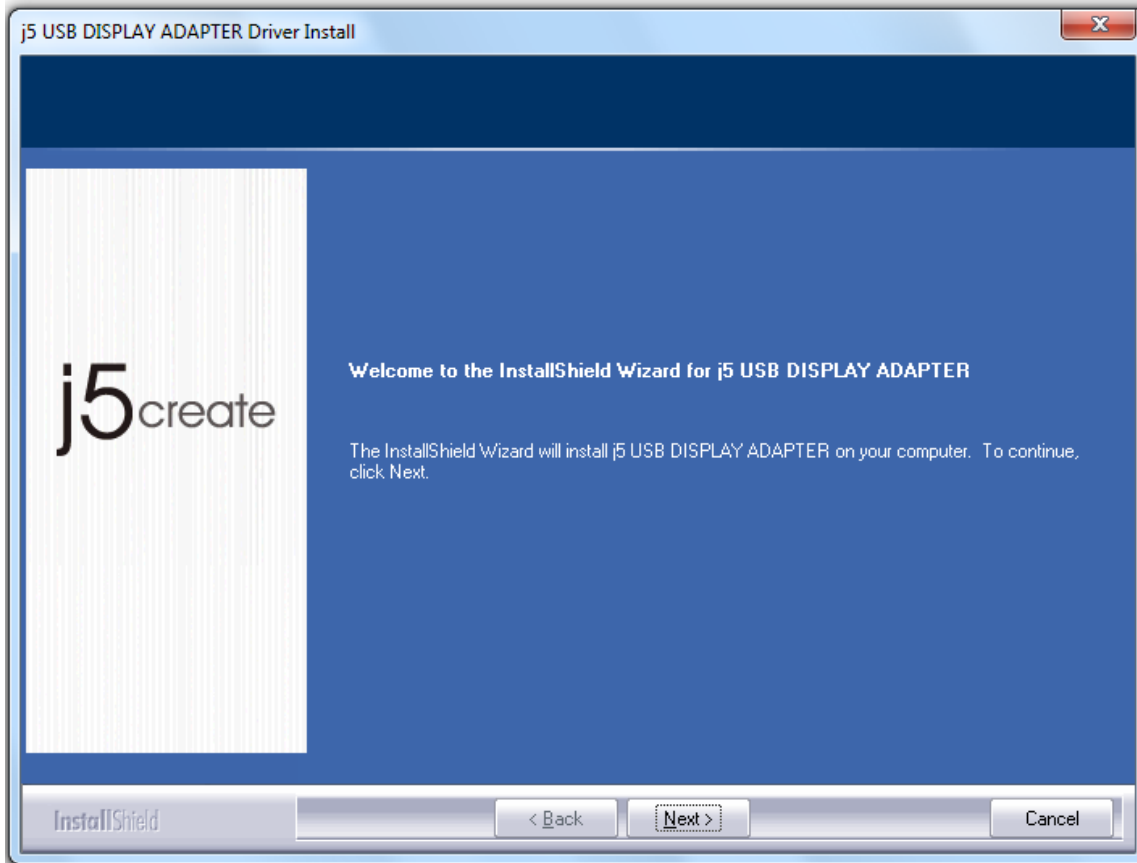 j5 USB DISPLAY ADAPTER Driver Install
j5create
Welcome to the InstallShield Wizard for j5 USB DISPLAY ADAPTER
The InstallShield Wizard will install j5 USB DISPLAY ADAPTER on your computer.  To continue,
click Next.
InstallShield
< Back
Next >
Cancel